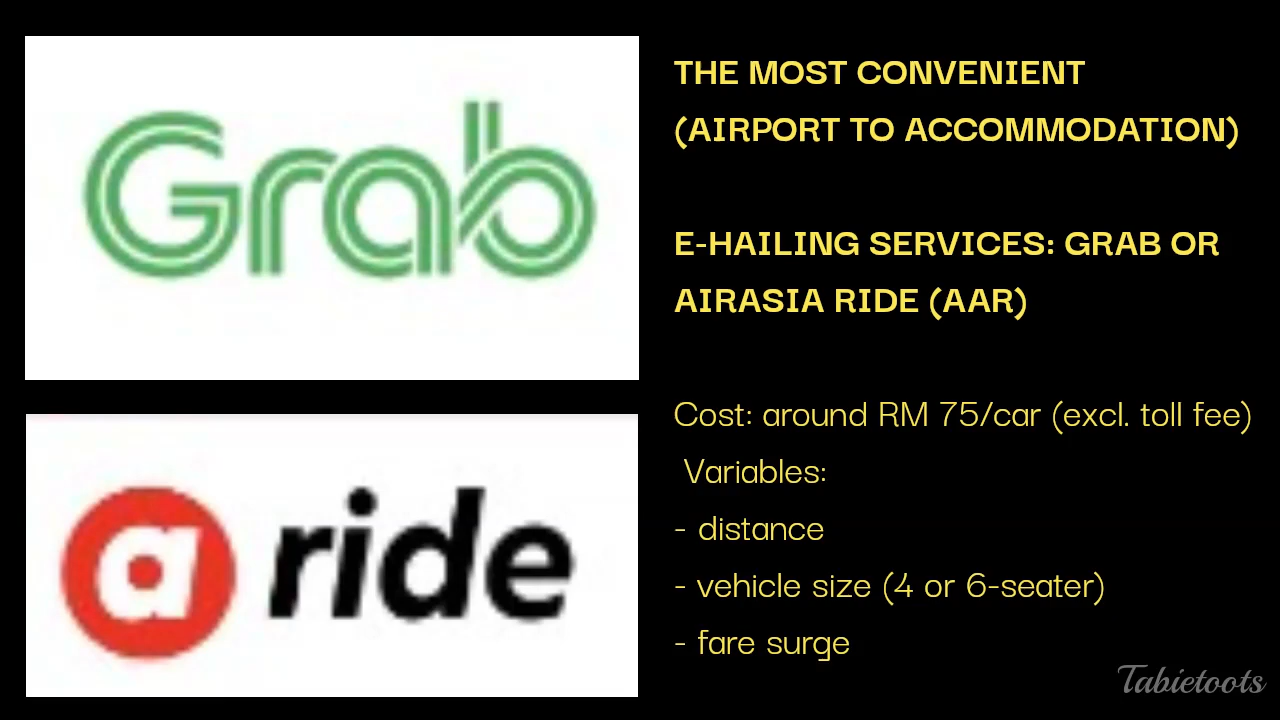 Grab
a ride
THE MOST CONVENIENT
(AIRPORT TO ACCOMMODATION)
E-HAILING SERVICES: GRAB OR
AIRASIA RIDE (AAR)
Cost: around RM 75/car (excl. toll fee)
Variables:
- distance
- vehicle size (4 or 6-seater)
- fare surge
Tabietoots